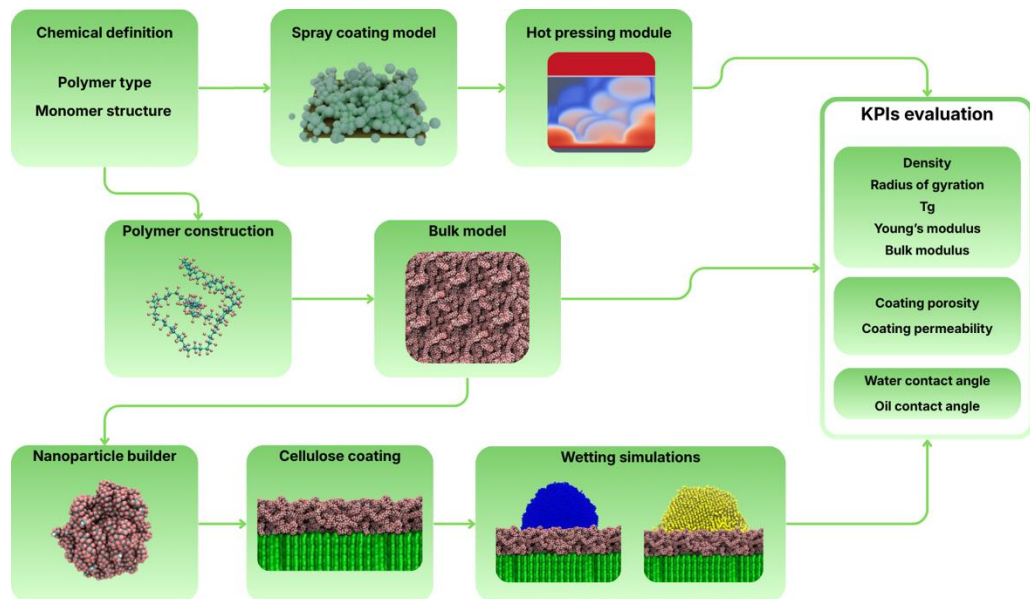 Chemical definition
Polymer type
Monomer structure
Spray coating model
Hot pressing module
KPIs evaluation
Density
Radius of gyration
Tg
Young's modulus
Bulk modulus
Coating porosity
Coating permeability
Water contact angle
Oil contact angle
Polymer construction
Bulk model
Nanoparticle builder
Cellulose coating
Wetting simulations